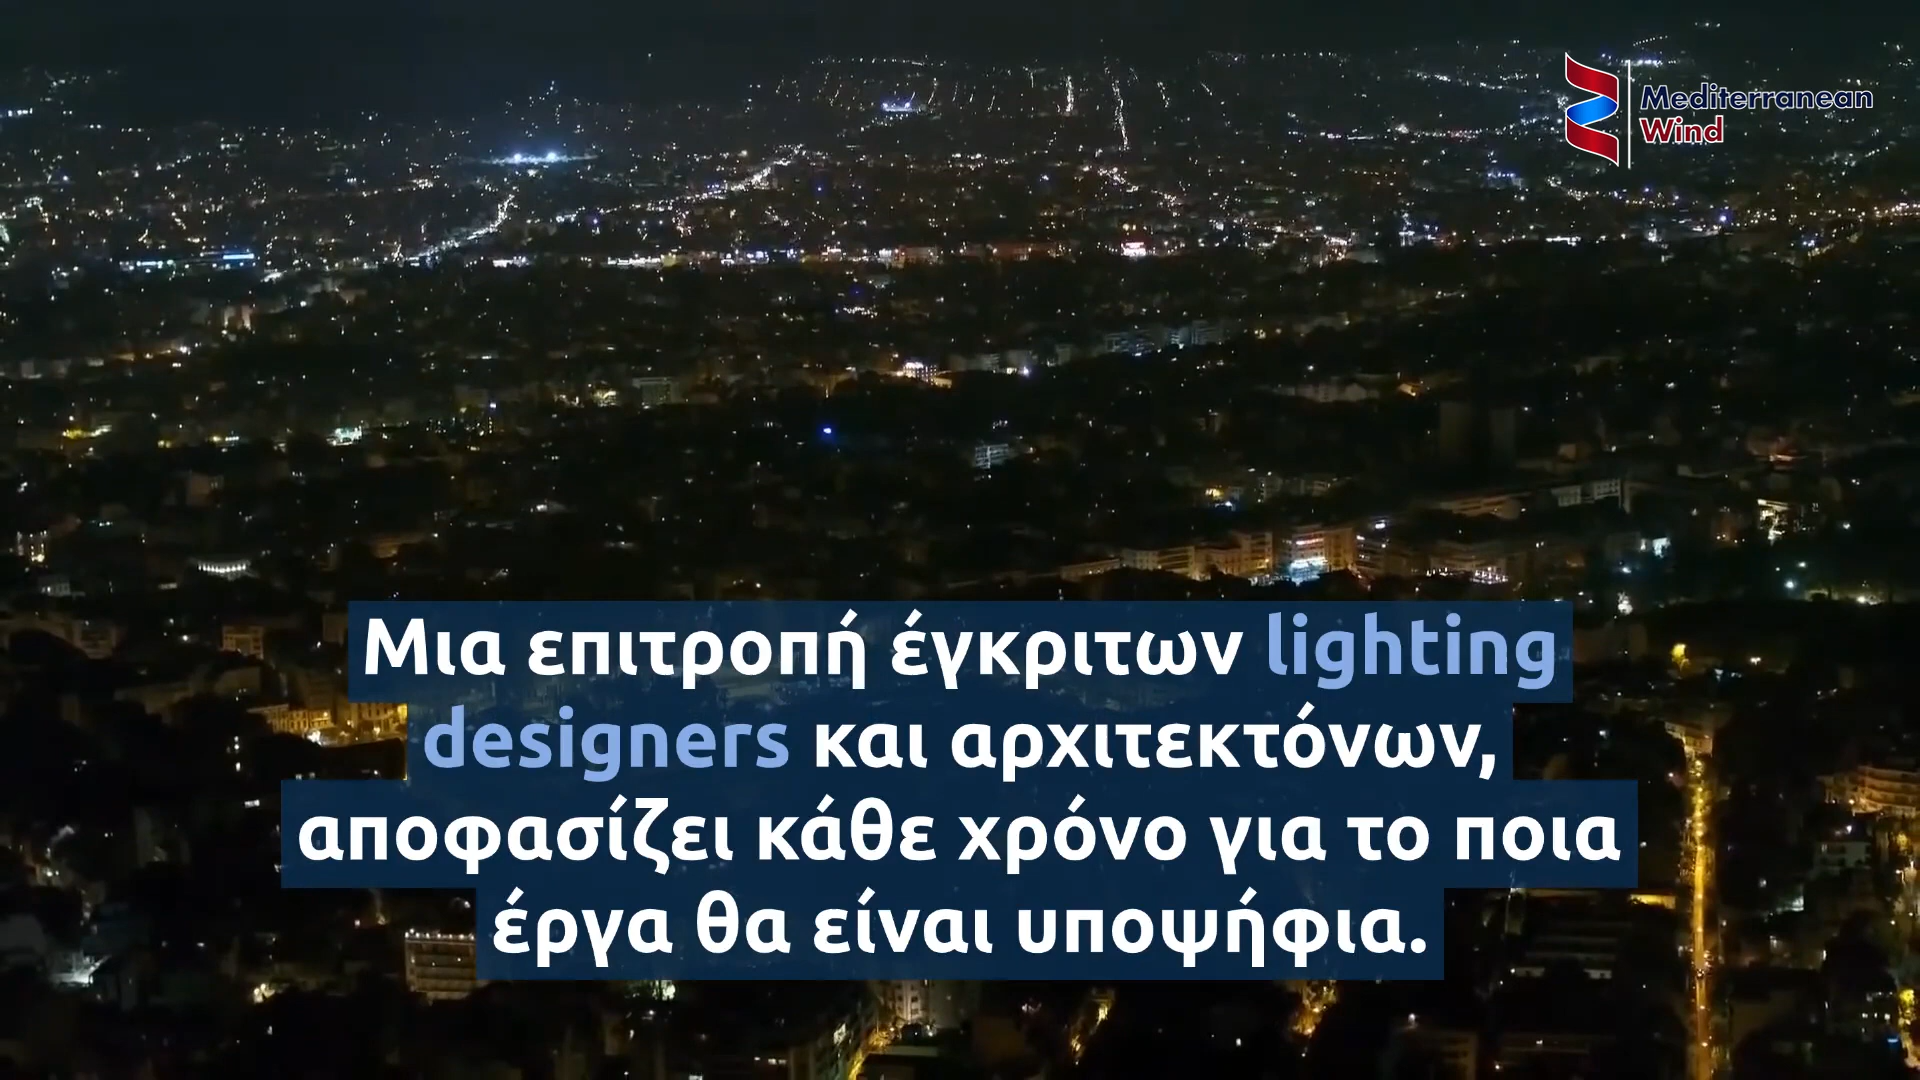 Mediterranean
Wind
Μια επιτροπή έγκριτων lighting
designers και αρχιτεκτόνων,
αποφασίζει κάθε χρόνο για το ποια
έργα θα είναι υποψήφια.